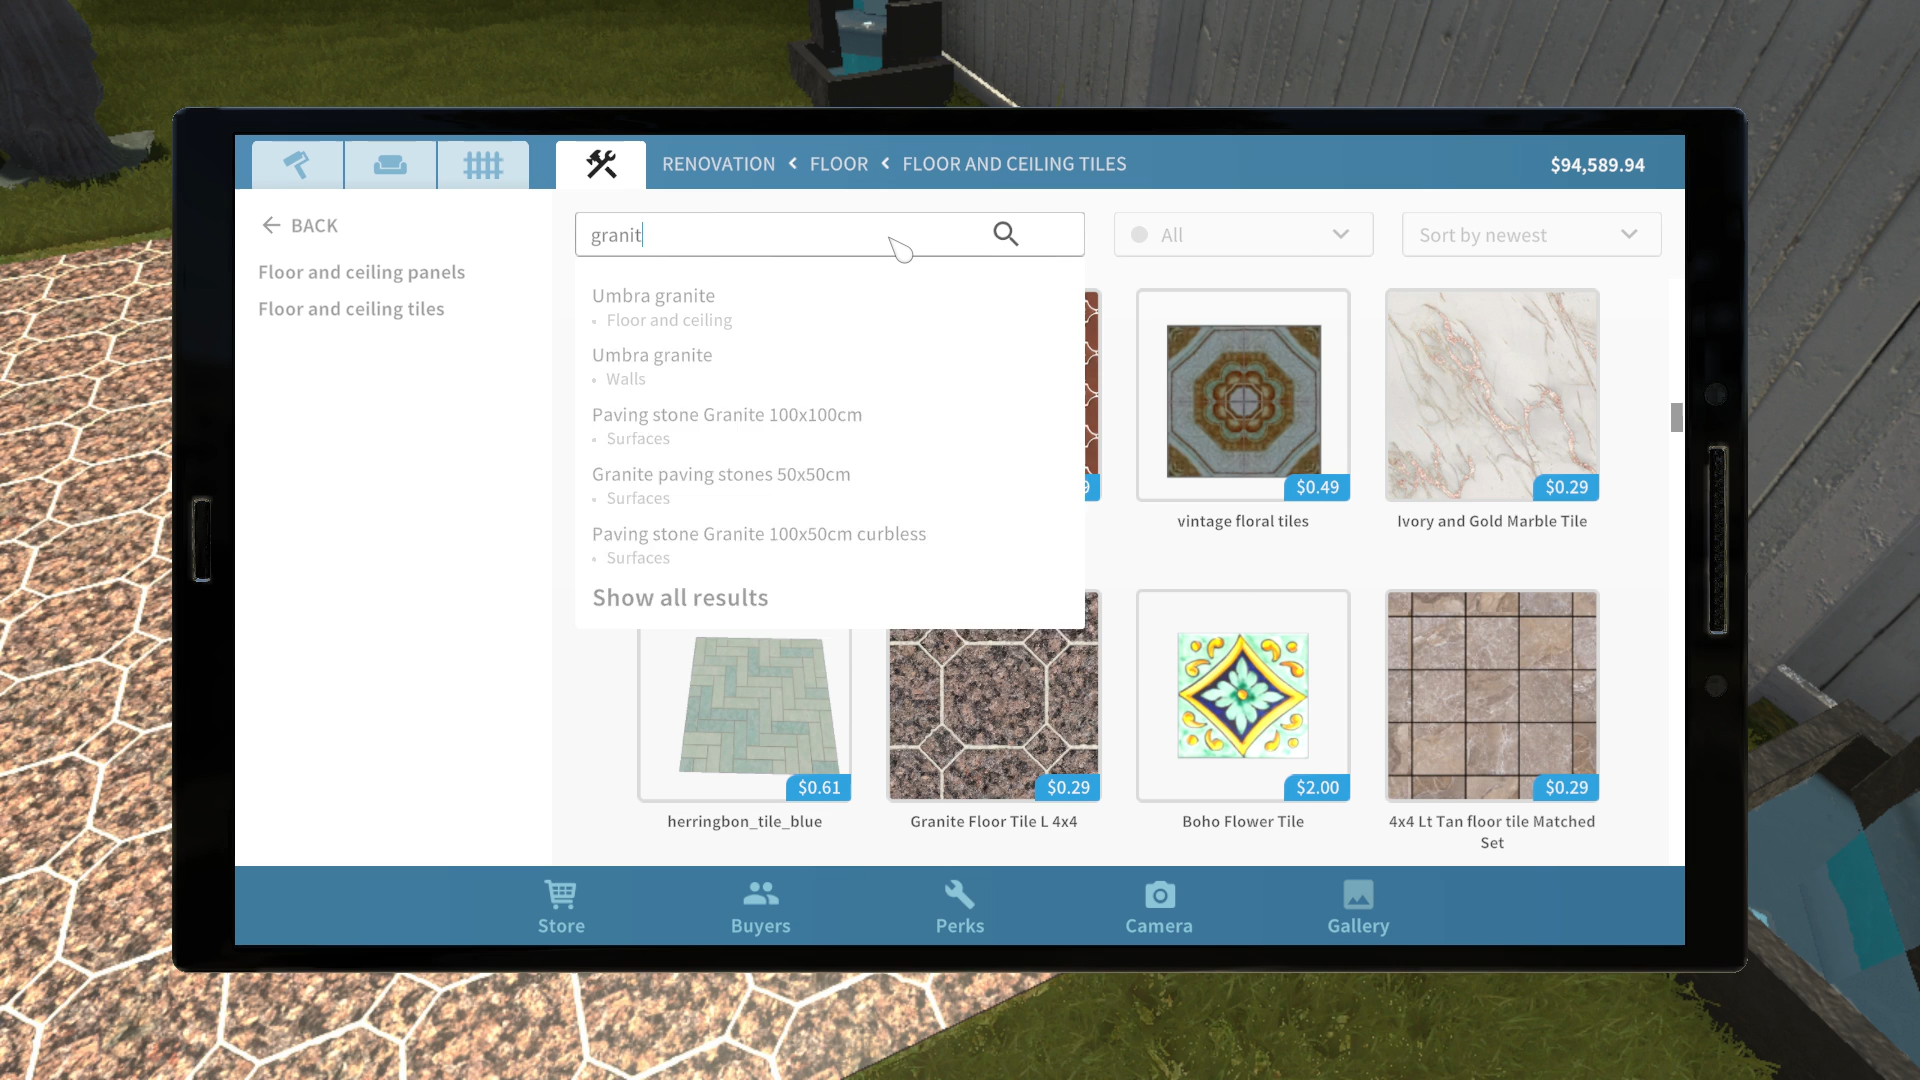 RENOVATION < FLOOR < FLOOR AND CEILING TILES
$94,589.94
BACK
Floor and ceiling panels
Floor and ceiling tiles
granit
All
Sort by newest
Umbra granite
• Floor and ceiling
Umbra granite
• Walls
Paving stone Granite 100x100cm
• Surfaces
Granite paving stones 50x50cm
• Surfaces
Paving stone Granite 100x50cm curbless
• Surfaces
Show all results
9
$0.49
$0.29
vintage floral tiles
Ivory and Gold Marble Tile
$0.61
$0.29
$2.00
$0.29
herringbon_tile_blue
Granite Floor Tile L 4x4
Boho Flower Tile
4x4 Lt Tan floor tile Matched
Set
Store
Buyers
Perks
Camera
Gallery